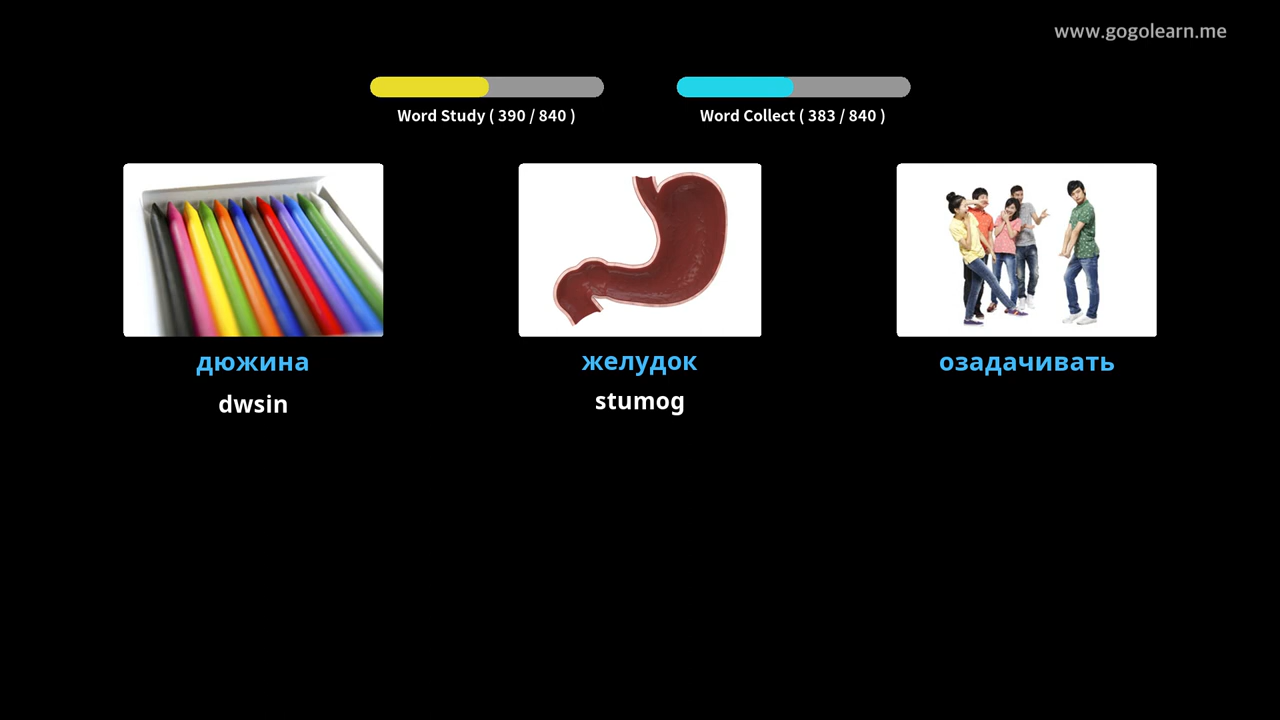 www.gogolearn.me
Word Study ( 390 / 840 )
Word Collect ( 383 / 840 )
дюжина
dwsin
желудок
stumog
озадачивать